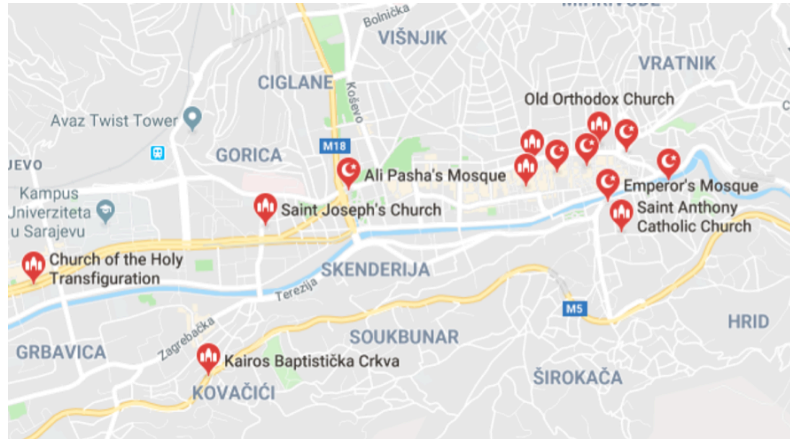 Bolnička
VIŠNJIK
VRATNIK
CIGLANE
Koševo
Old Orthodox Church
Avaz Twist Tower
M18
GORICA
JEVO
Ali Pasha's Mosque
Kampus
Univerziteta
u Sarajevu
Emperor's Mosque
Saint Joseph's Church
Saint Anthony
Catholic Church
Church of the Holy
Transfiguration
SKENDERIJA
Terezija
M5
HRID
Zagrebačka
SOUKBUNAR
GRBAVICA
Kairos Baptistička Crkva
ŠIROKAČA
KOVAČIĆI